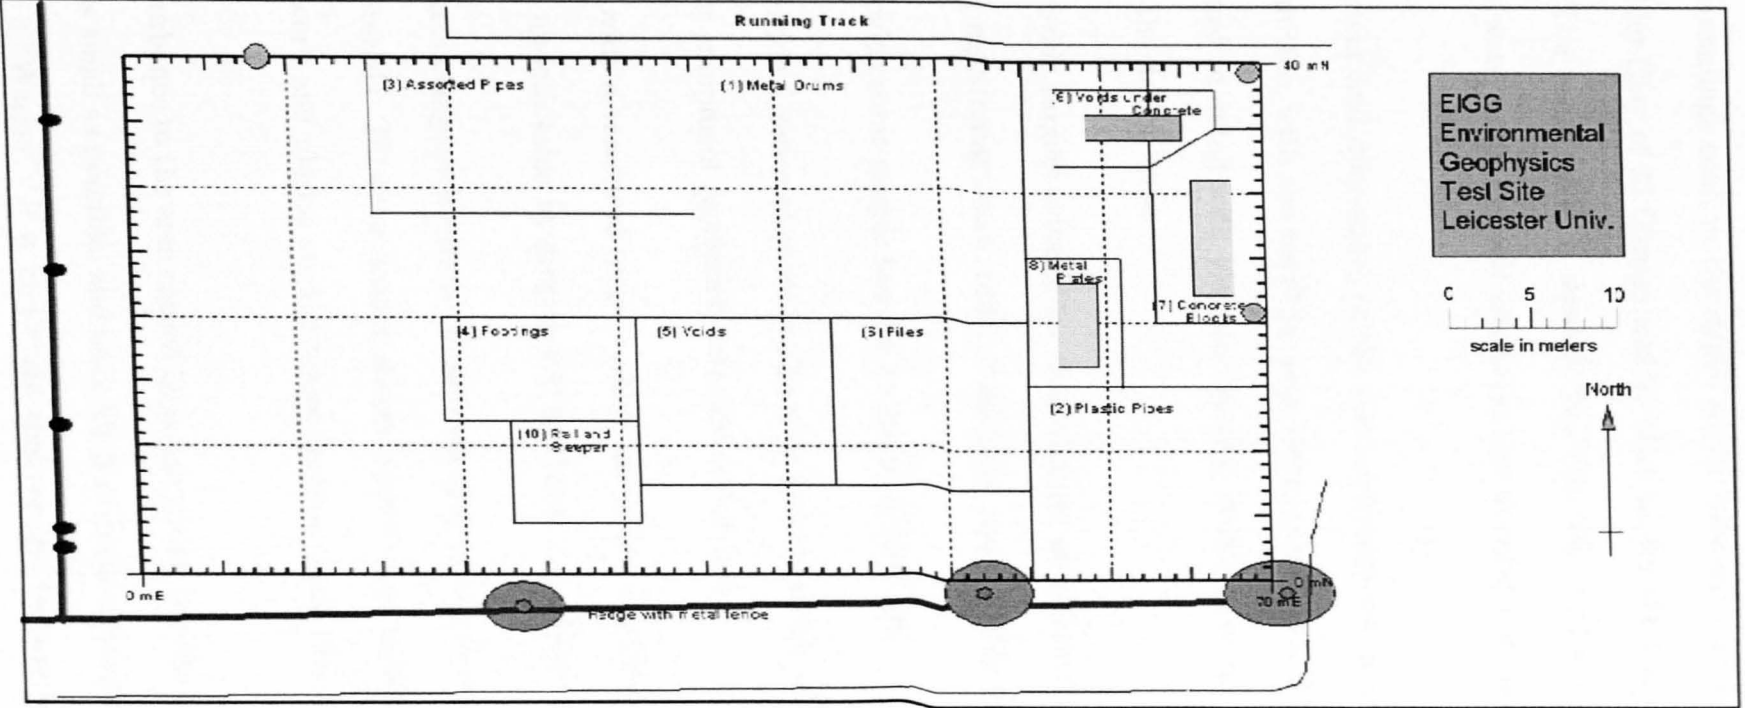 Running Track
40 mN
(3) Assorted Pipes
(1) Metal Drums
(6) Voids under
Concrete
EIGG
Environmental
Geophysics
Test Site
Leicester Univ.
8) Metal
Plates
(7) Concrete
Blocks
0 5 10
scale in meters
(4) Footings
(5) Voids
(6) Piles
North
(2) Plastic Pipes
(10) Rail and
Sleeper
0 mE
0 mN
70 mE
Hedge with metal fence